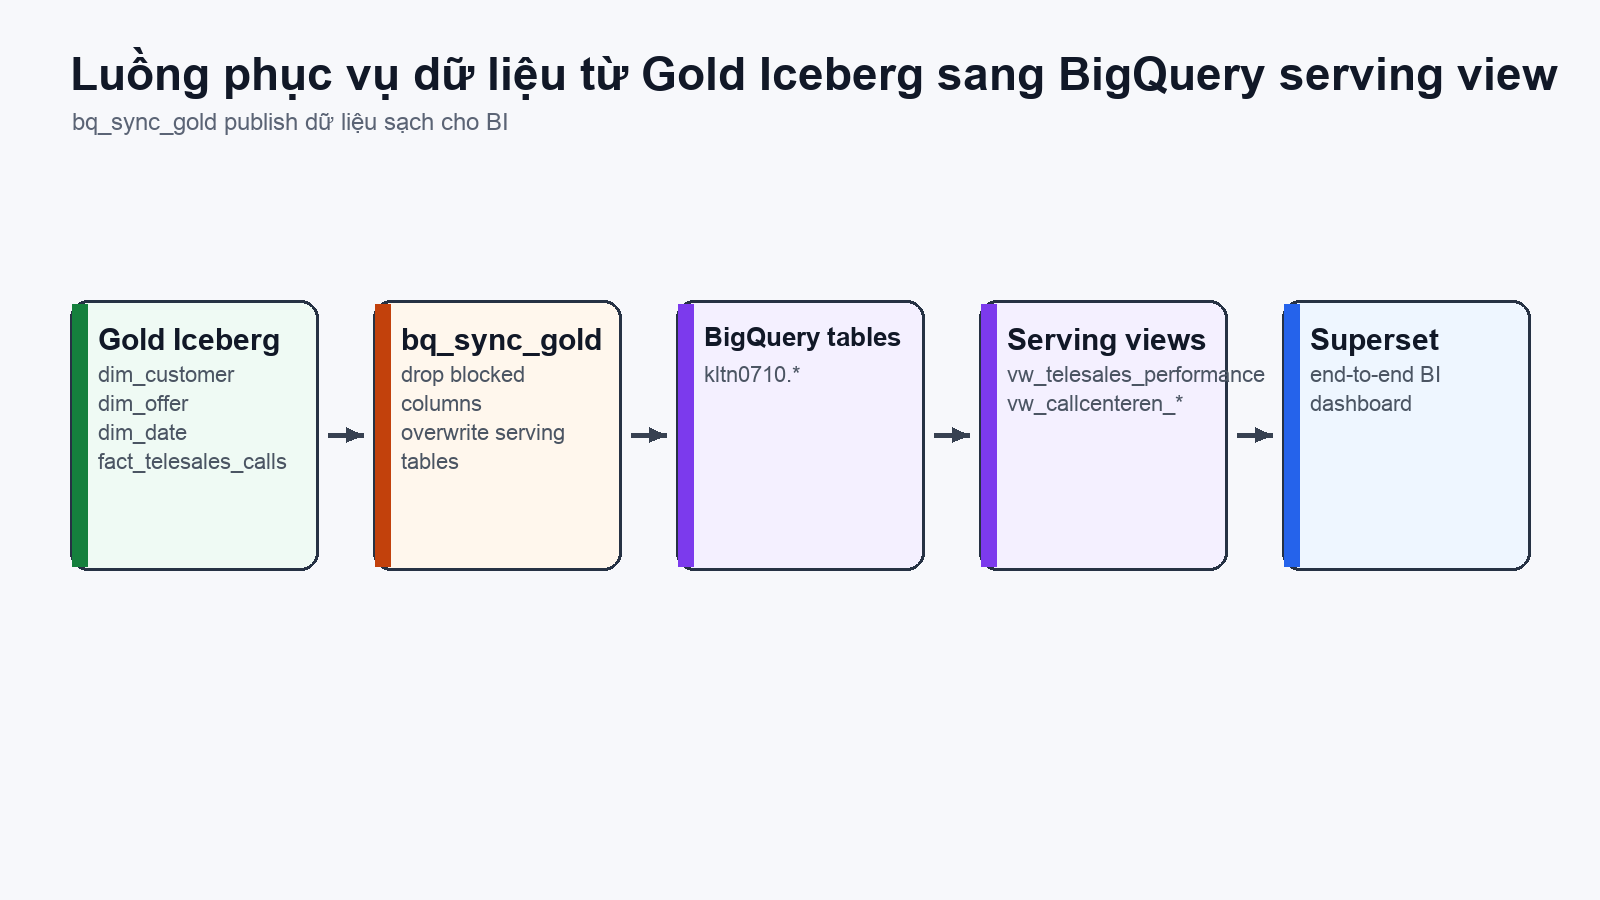 Luồng phục vụ dữ liệu từ Gold Iceberg sang BigQuery serving view
bq_sync_gold publish dữ liệu sạch cho BI
Gold Iceberg
dim_customer
dim_offer
dim_date
fact_telesales_calls
bq_sync_gold
drop blocked
columns
overwrite serving
tables
BigQuery tables
kltn0710.*
Serving views
vw_telesales_performance
vw_callcenteren_*
Superset
end-to-end BI
dashboard